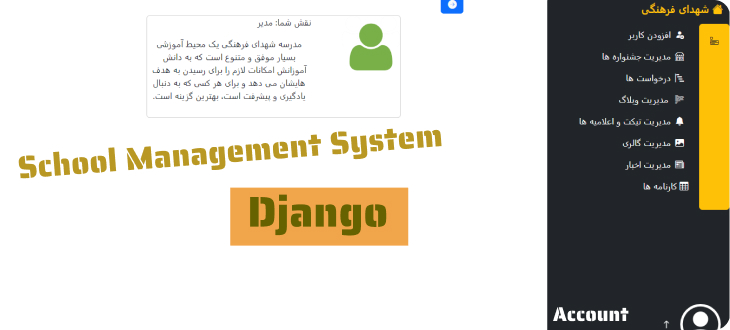 شهدای فرهنگی
افزودن کاربر
مدیریت جشنواره ها
درخواست ها
مدیریت وبلاگ
مدیریت تیکت و اعلامیه ها
مدیریت گالری
مدیریت اخبار
کارنامه ها
Account
نقش شما: مدیر
مدرسه شهدای فرهنگی یک محیط آموزشی
بسیار موفق و متنوع است که به دانش
آموزانش امکانات لازم را برای رسیدن به هدف
هایشان می دهد و برای هر کسی که به دنبال
یادگیری و پیشرفت است، بهترین گزینه است.
School Management System
Django